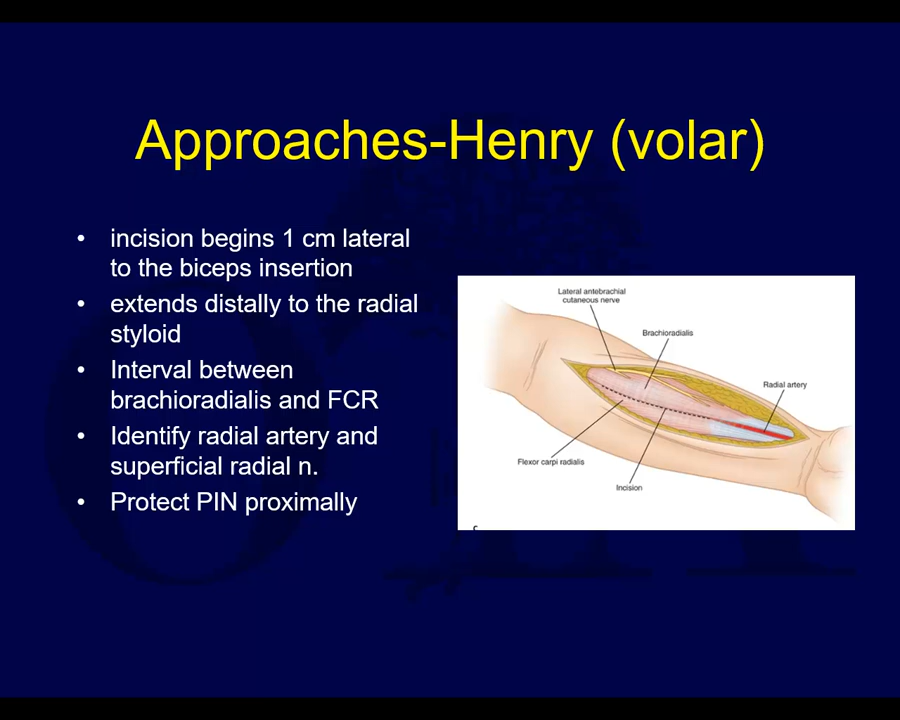 Approaches-Henry (volar)
• incision begins 1 cm lateral
to the biceps insertion
• extends distally to the radial
styloid
• Interval between
brachioradialis and FCR
• Identify radial artery and
superficial radial n.
• Protect PIN proximally
Lateral antebrachial
cutaneous nerve
Brachioradialis
Radial artery
Flexor carpi radialis
Incision